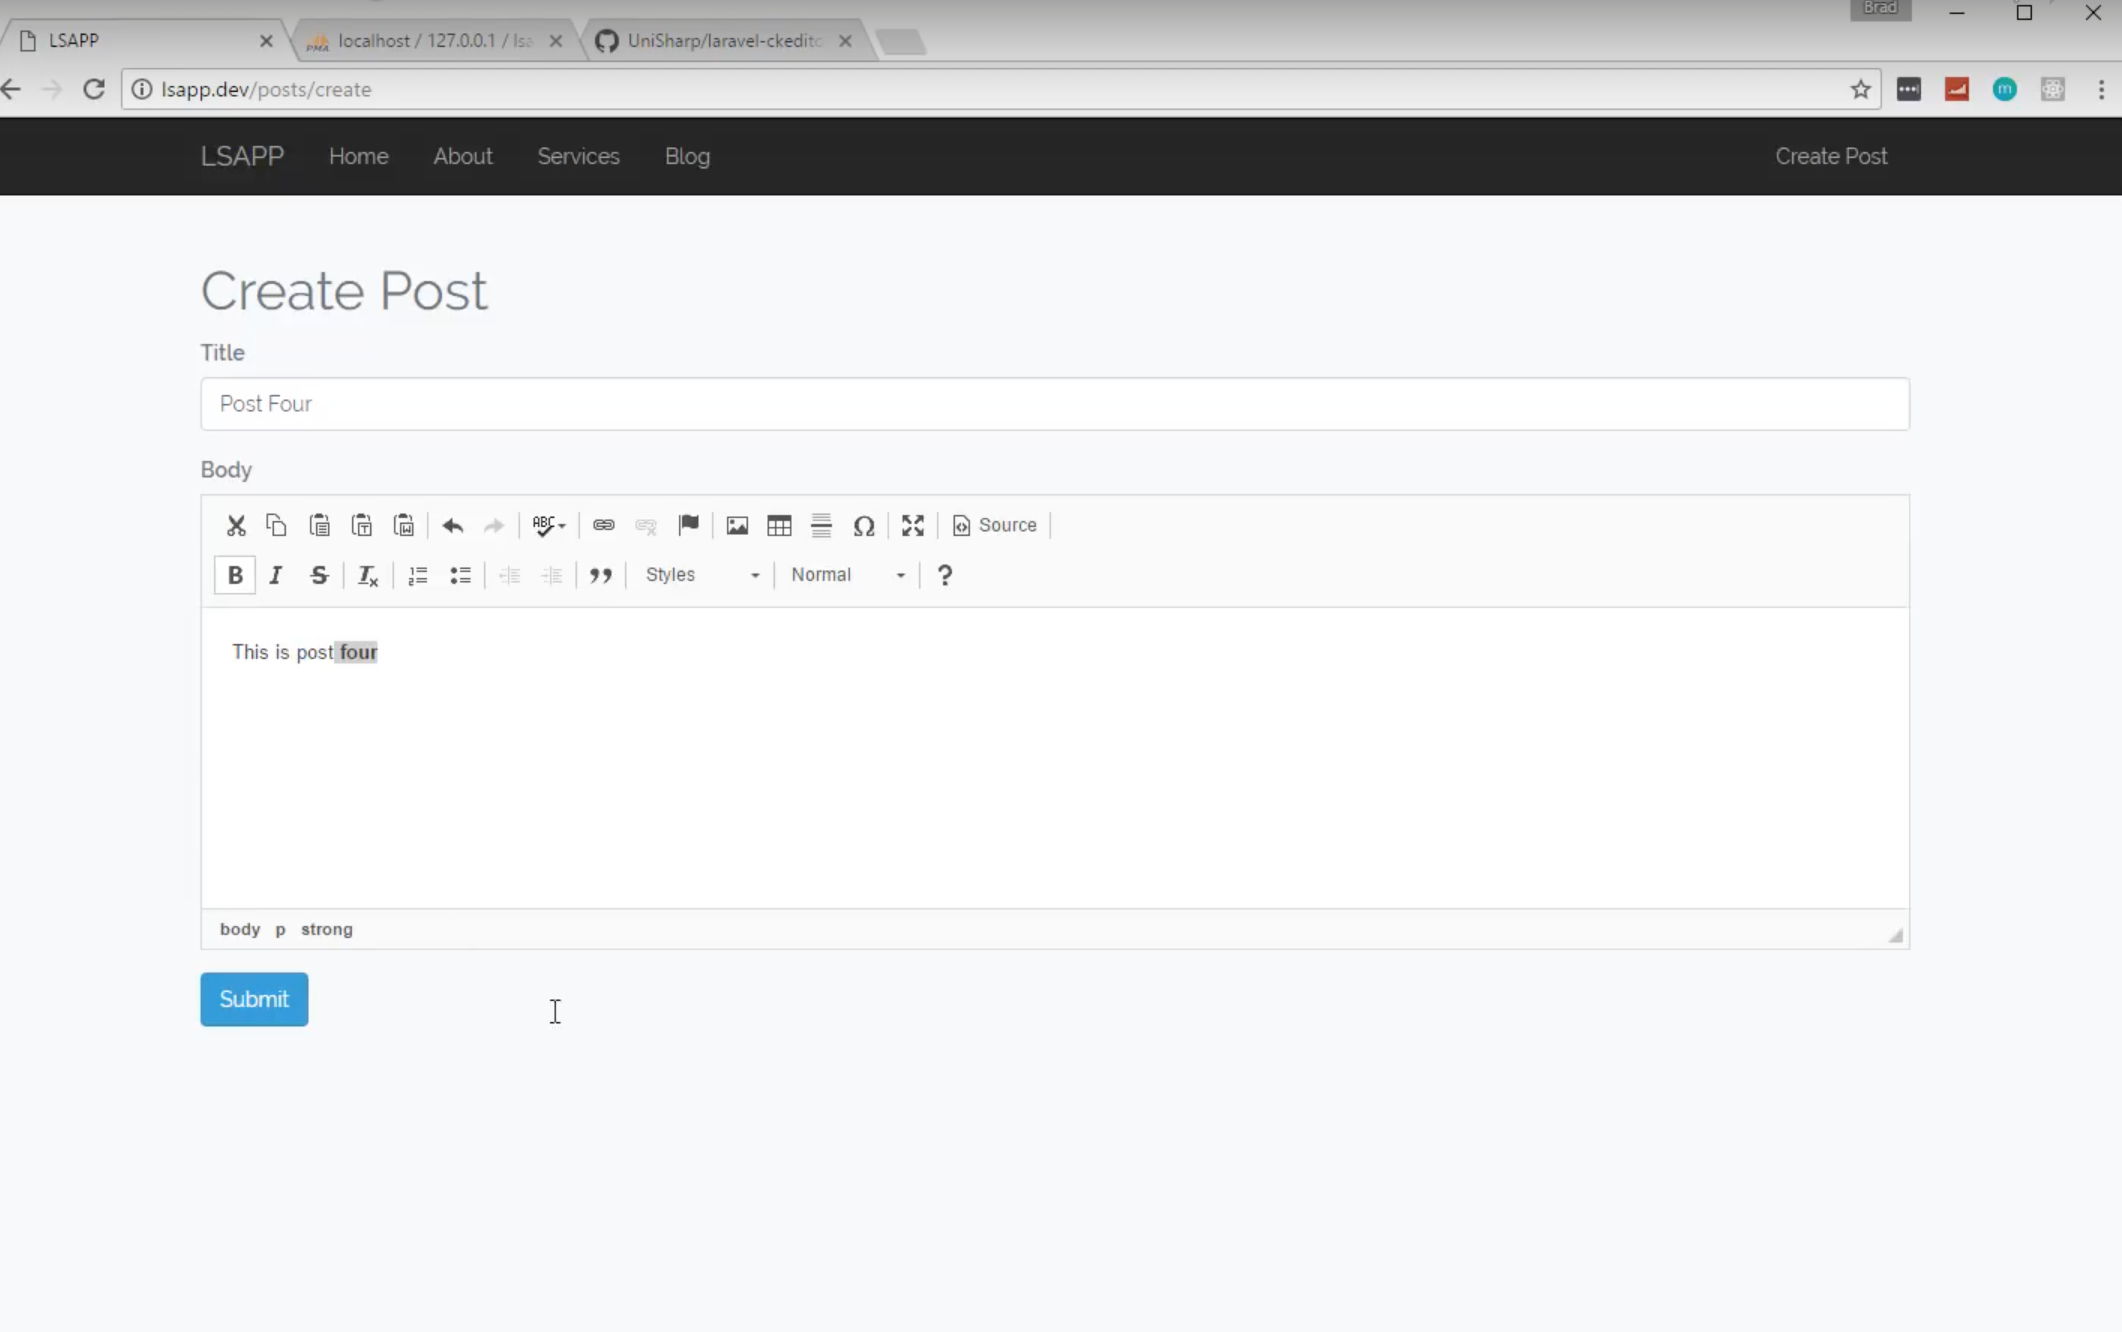 Brad
LSAPP
localhost / 127.0.0.1 / lsa
UniSharp/laravel-ckedito
lsapp.dev/posts/create
LSAPP Home About Services Blog Create Post
Create Post
Title
Post Four
Body
ABC Source
Styles Normal ?
This is post four
body p strong
Submit